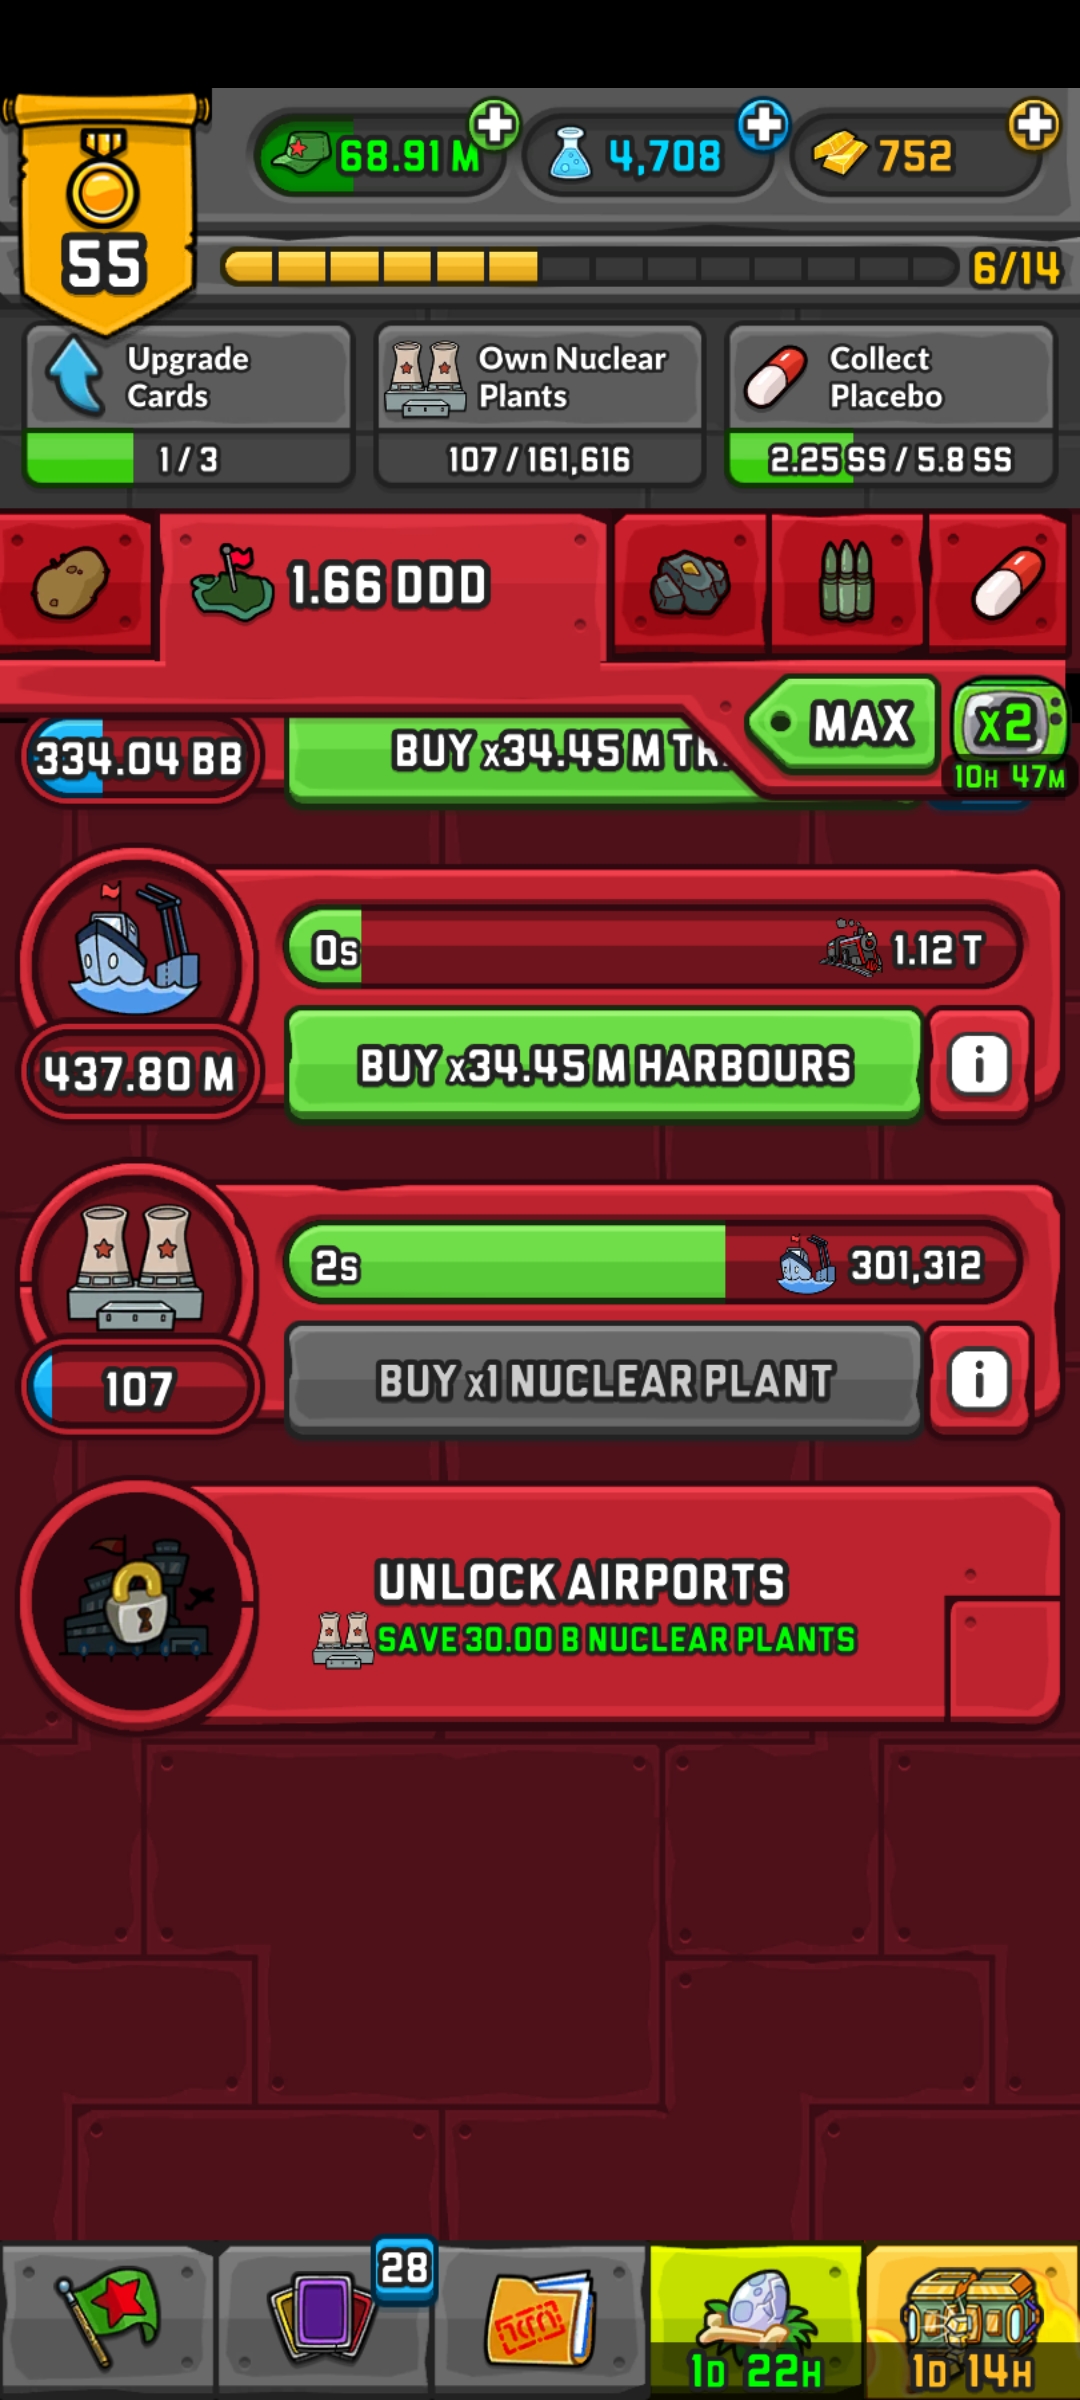 55
68.91 M
4,708
752
6/14
Upgrade
Cards
1 / 3
Own Nuclear
Plants
107 / 161,616
Collect
Placebo
2.25 SS / 5.8 SS
1.66 DDD
MAX
X2
10H 47M
334.04 BB
BUY x34.45 M TR
0s
1.12 T
437.80 M
BUY x34.45 M HARBOURS
i
2s
301,312
107
BUY x1 NUCLEAR PLANT
i
UNLOCK AIRPORTS
SAVE 30.00 B NUCLEAR PLANTS
28
1D 22H
1D 14H